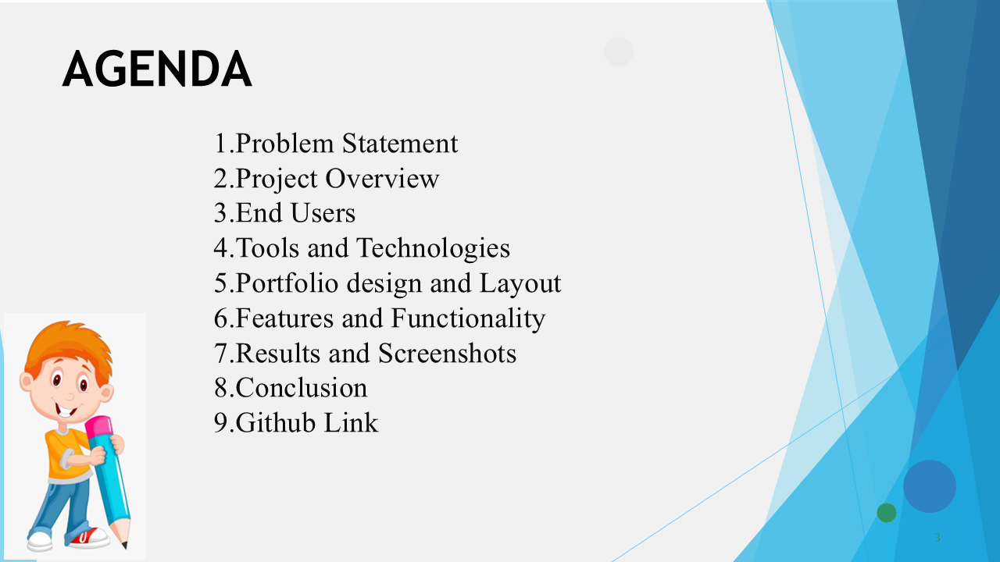 AGENDA
1.Problem Statement
2.Project Overview
3.End Users
4.Tools and Technologies
5.Portfolio design and Layout
6.Features and Functionality
7.Results and Screenshots
8.Conclusion
9.Github Link
3